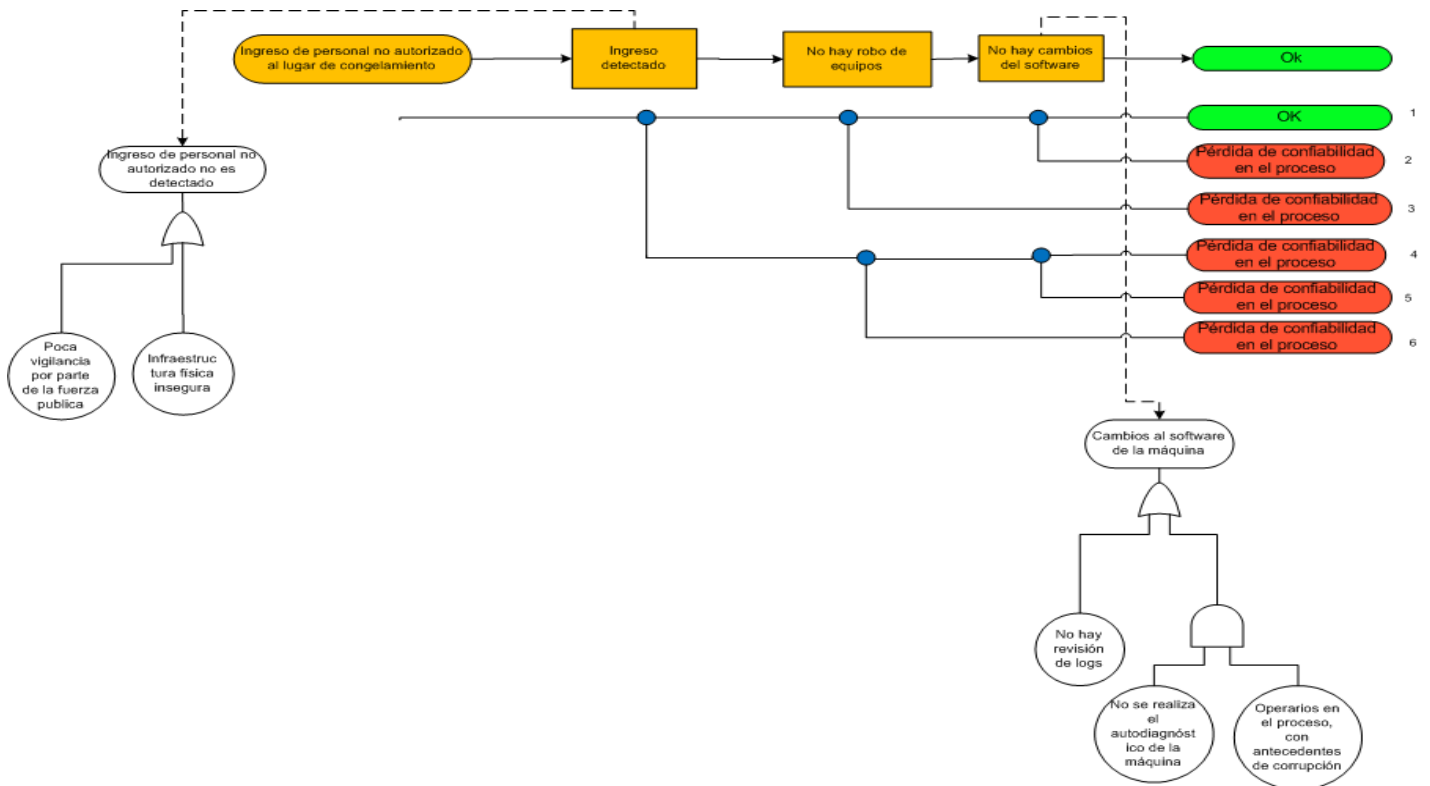 Ingreso de personal no autorizado
al lugar de congelamiento
Ingreso
detectado
No hay robo de
equipos
No hay cambios
del software
Ok
OK
1
Pérdida de confiabilidad
en el proceso
2
Pérdida de confiabilidad
en el proceso
3
Pérdida de confiabilidad
en el proceso
4
Pérdida de confiabilidad
en el proceso
5
Pérdida de confiabilidad
en el proceso
6
Ingreso de personal no
autorizado no es
detectado
Poca
vigilancia
por parte
de la fuerza
publica
Infraestruc
tura física
insegura
Cambios al software
de la máquina
No hay
revisión
de logs
No se realiza
el
autodiagnóst
ico de la
máquina
Operarios en
el proceso,
con
antecedentes
de corrupción